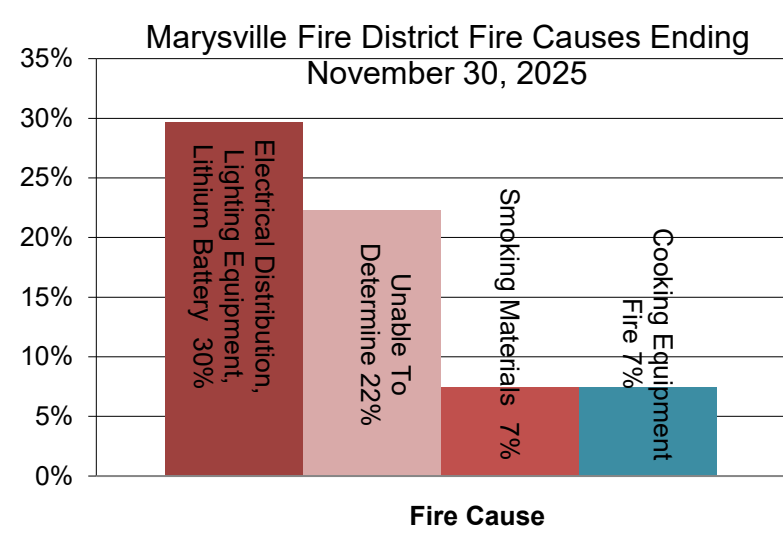 Marysville Fire District Fire Causes Ending
November 30, 2025
35%
30%
25%
20%
15%
10%
5%
0%
Electrical Distribution,
Lighting Equipment,
Lithium Battery 30%
Unable To
Determine 22%
Smoking Materials 7%
Cooking Equipment
Fire 7%
Fire Cause